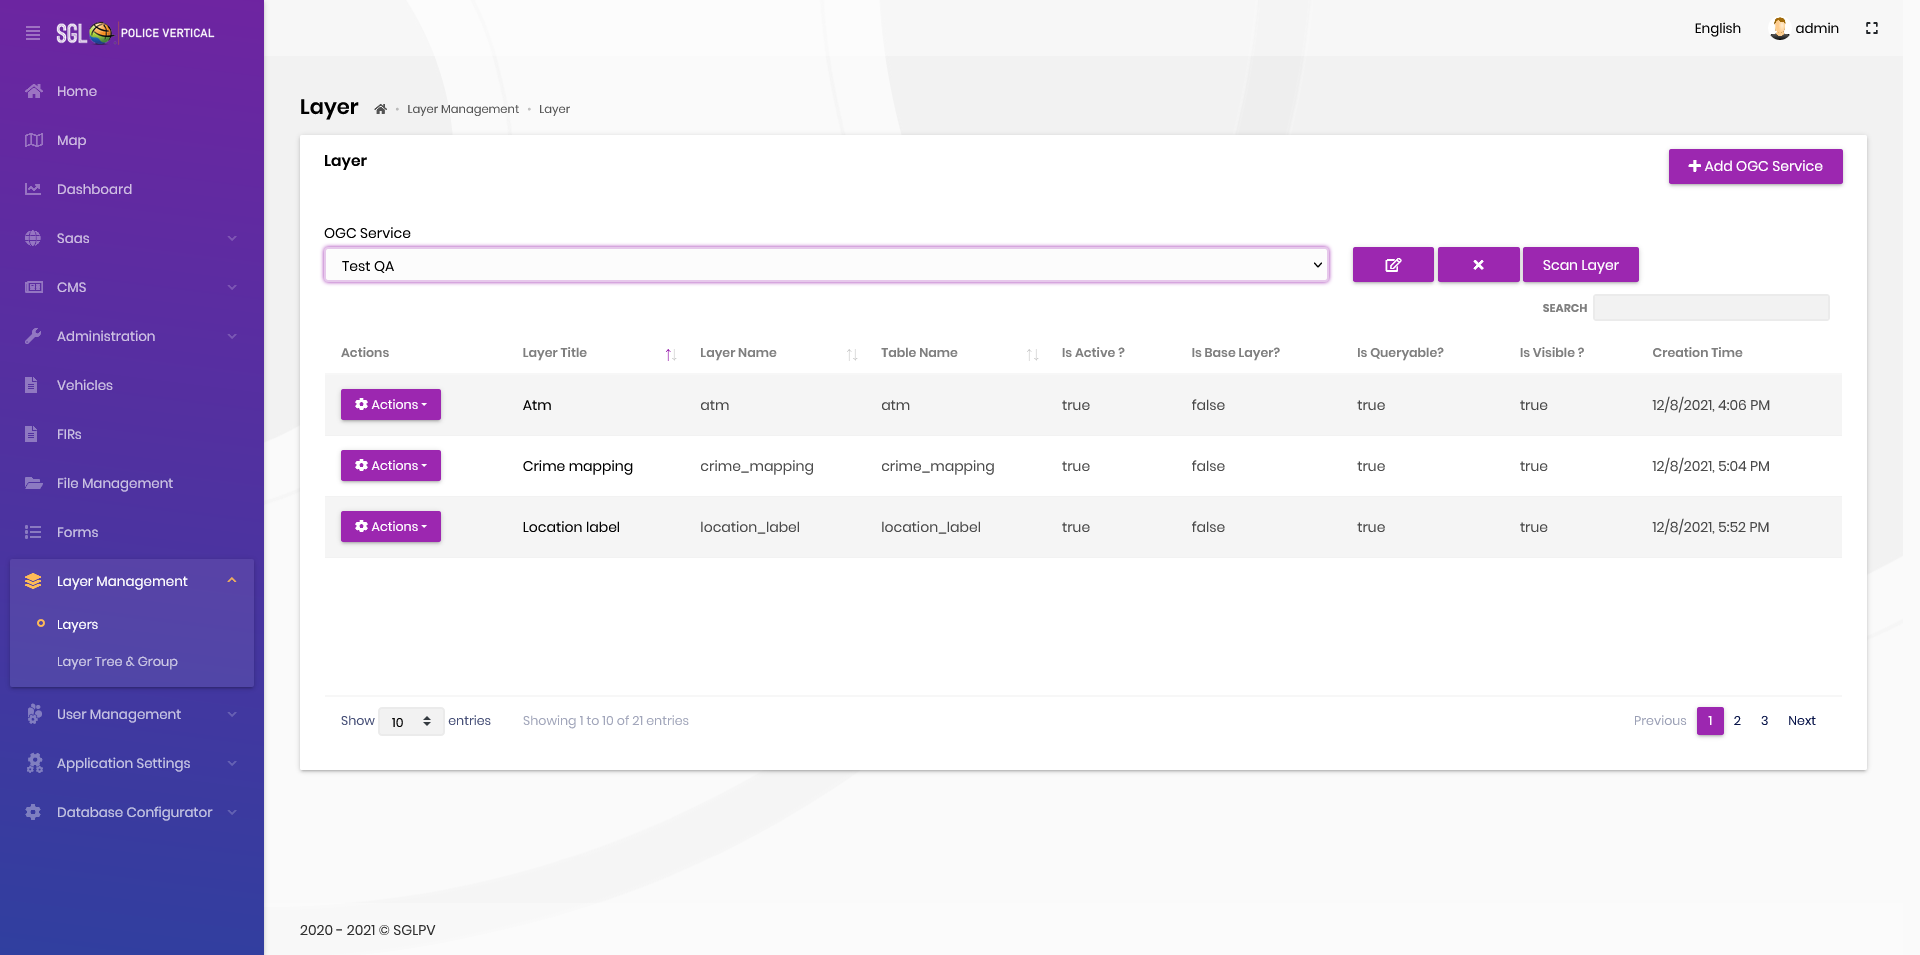 SGL POLICE VERTICAL
English
admin
Home
Map
Dashboard
Saas
CMS
Administration
Vehicles
FIRs
File Management
Forms
Layer Management
Layers
Layer Tree & Group
User Management
Application Settings
Database Configurator
Layer
Layer Management
Layer
Layer
Add OGC Service
OGC Service
Test QA
Scan Layer
SEARCH
Actions Layer Title Layer Name Table Name Is Active ? Is Base Layer? Is Queryable? Is Visible ? Creation Time
Actions Atm atm atm true false true true 12/8/2021, 4:06 PM
Actions Crime mapping crime_mapping crime_mapping true false true true 12/8/2021, 5:04 PM
Actions Location label location_label location_label true false true true 12/8/2021, 5:52 PM
Show 10 entries Showing 1 to 10 of 21 entries Previous 1 2 3 Next
2020 - 2021 © SGLPV